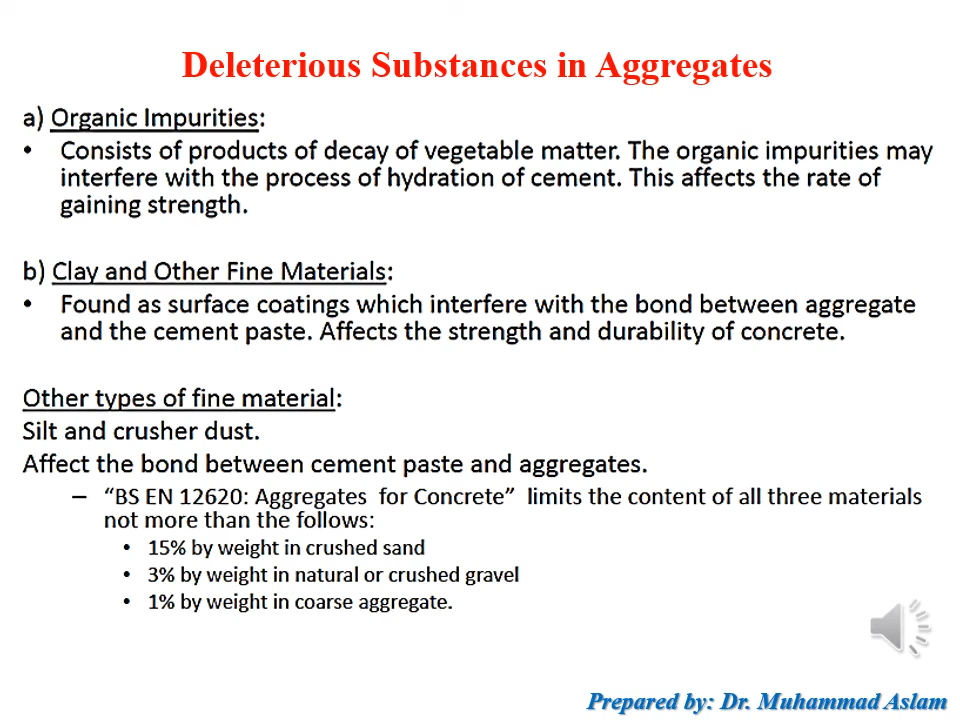 Deleterious Substances in Aggregates
a) Organic Impurities:
• Consists of products of decay of vegetable matter. The organic impurities may
interfere with the process of hydration of cement. This affects the rate of
gaining strength.
b) Clay and Other Fine Materials:
• Found as surface coatings which interfere with the bond between aggregate
and the cement paste. Affects the strength and durability of concrete.
Other types of fine material:
Silt and crusher dust.
Affect the bond between cement paste and aggregates.
– “BS EN 12620: Aggregates for Concrete” limits the content of all three materials
not more than the follows:
• 15% by weight in crushed sand
• 3% by weight in natural or crushed gravel
• 1% by weight in coarse aggregate.
Prepared by: Dr. Muhammad Aslam